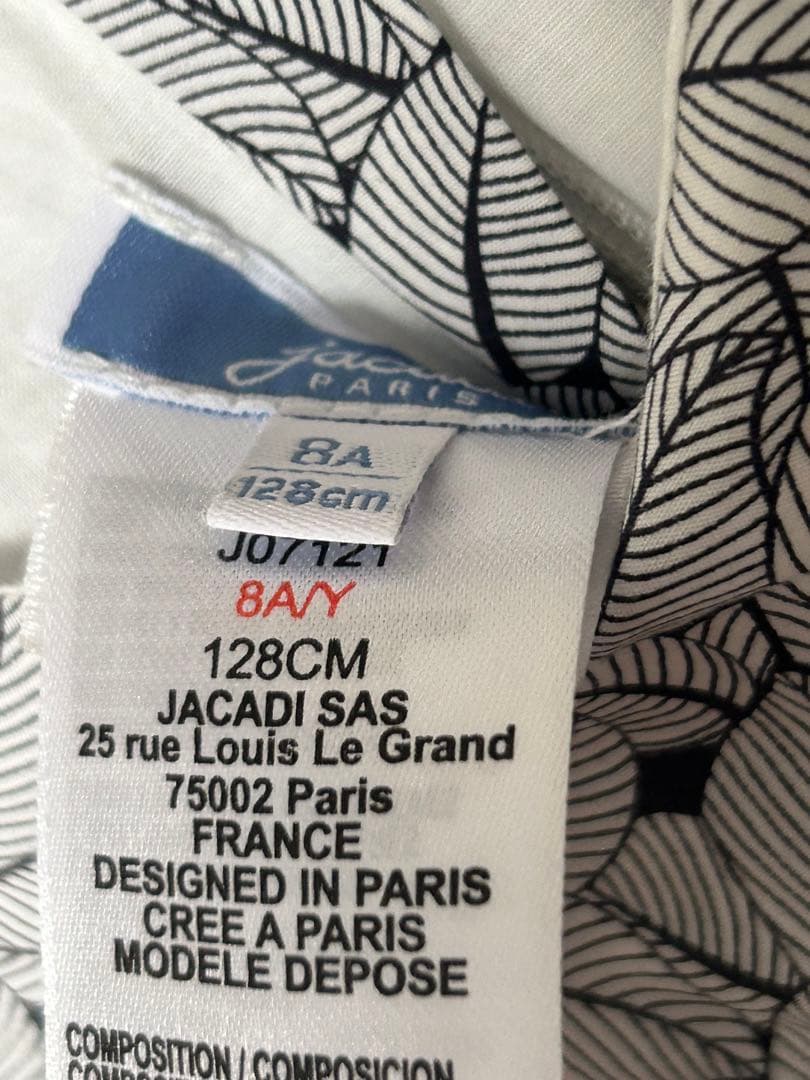 PARIS
8A
128cm
J07121
8A/Y
128CM
JACADI SAS
25 rue Louis Le Grand
75002 Paris
FRANCE
DESIGNED IN PARIS
CREE A PARIS
MODELE DEPOSE
COMPOSITION / COMPOSICION